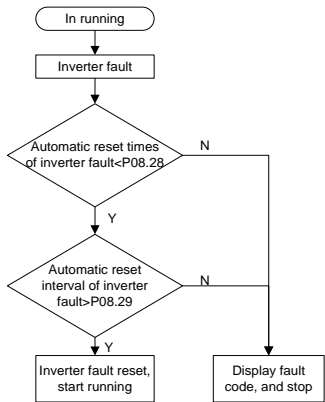 In running
Inverter fault
Automatic reset times
of inverter fault<P08.28
N
Y
Automatic reset
interval of inverter
fault>P08.29
N
Y
Inverter fault reset,
start running
Display fault
code, and stop